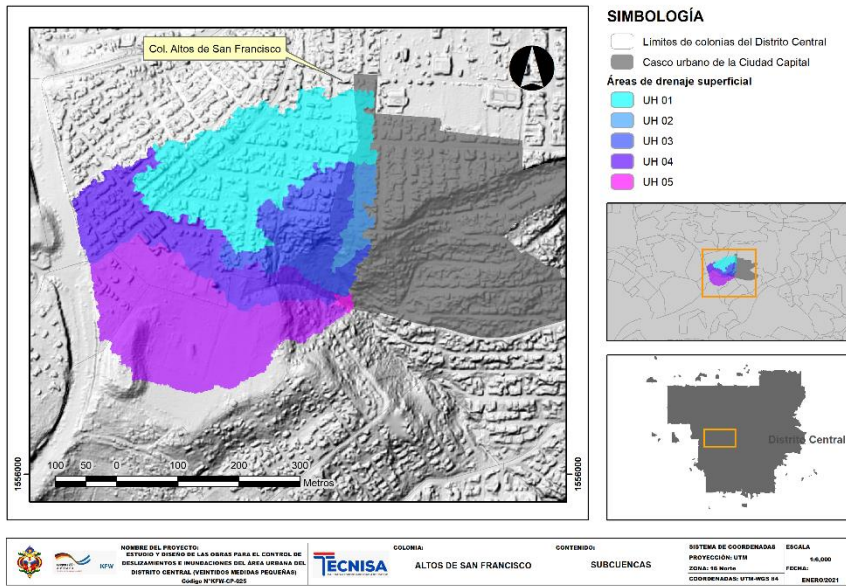 Col. Altos de San Francisco
1556000
1556000
100 50 0 100 200 300
Metros
SIMBOLOGÍA
Limites de colonias del Distrito Central
Casco urbano de la Ciudad Capital
Áreas de drenaje superficial
UH 01
UH 02
UH 03
UH 04
UH 05
Distrito Central
KFW
NOMBRE DEL PROYECTO:
ESTUDIO Y DISEÑO DE LAS OBRAS PARA EL CONTROL DE
DESLIZAMIENTOS E INUNDACIONES DEL ÁREA URBANA DEL
DISTRITO CENTRAL (VEINTIDOS MEDIDAS PEQUEÑAS)
Código N°KFW-CP-025
TECNISA
COLONIA:
ALTOS DE SAN FRANCISCO
CONTENIDO:
SUBCUENCAS
SISTEMA DE COORDENADAS
PROYECCIÓN: UTM
ZONA: 16 Norte
COORDENADAS: UTM-WGS 84
ESCALA
1:6,000
FECHA:
ENERO/2021